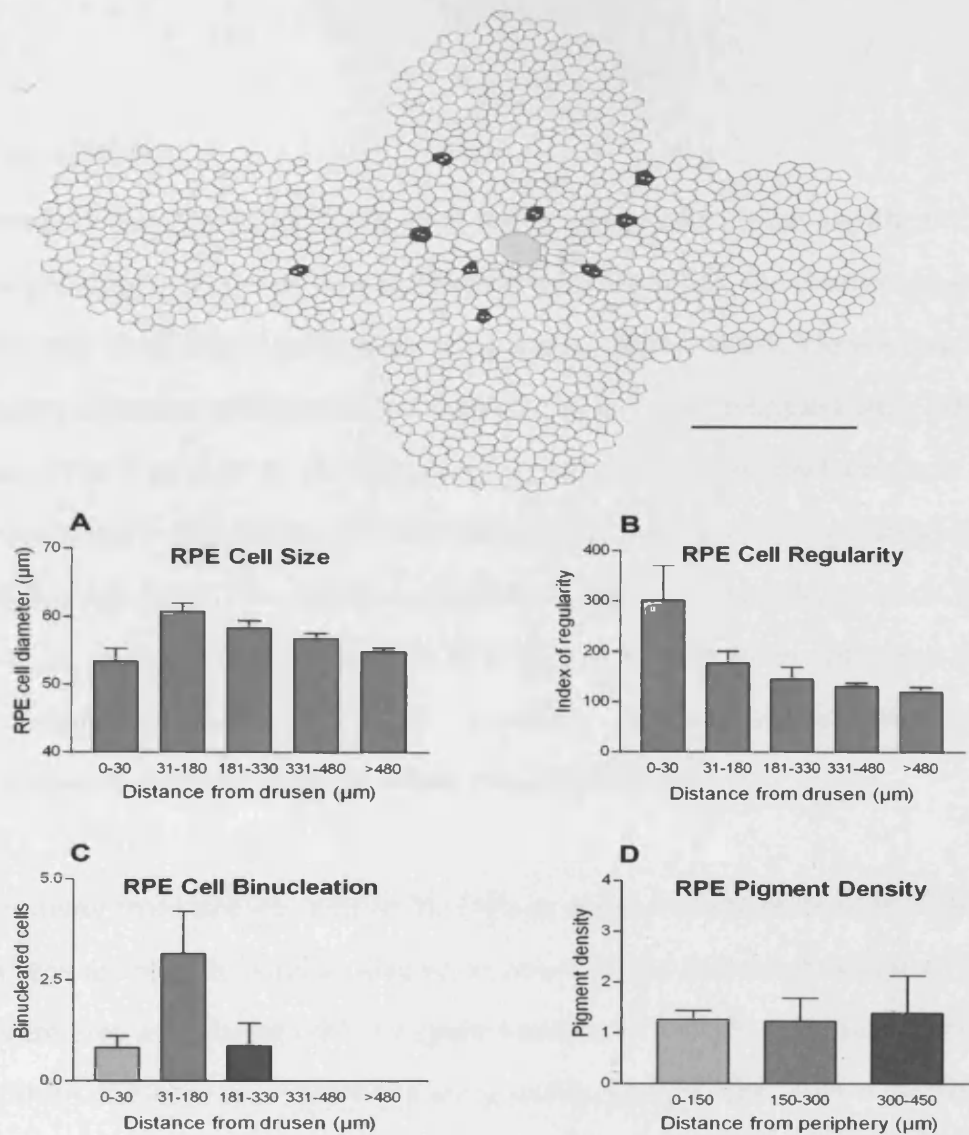 A
RPE Cell Size
RPE cell diameter (µm)
70
60
50
40
0-30 31-180 181-330 331-480 >480
Distance from drusen (µm)
B
RPE Cell Regularity
Index of regularity
400
300
200
100
0
0-30 31-180 181-330 331-480 >480
Distance from drusen (µm)
C
RPE Cell Binucleation
Binucleated cells
5.0
2.5
0.0
0-30 31-180 181-330 331-480 >480
Distance from drusen (µm)
D
RPE Pigment Density
Pigment density
4
3
2
1
0
0-150 150-300 300-450
Distance from periphery (µm)